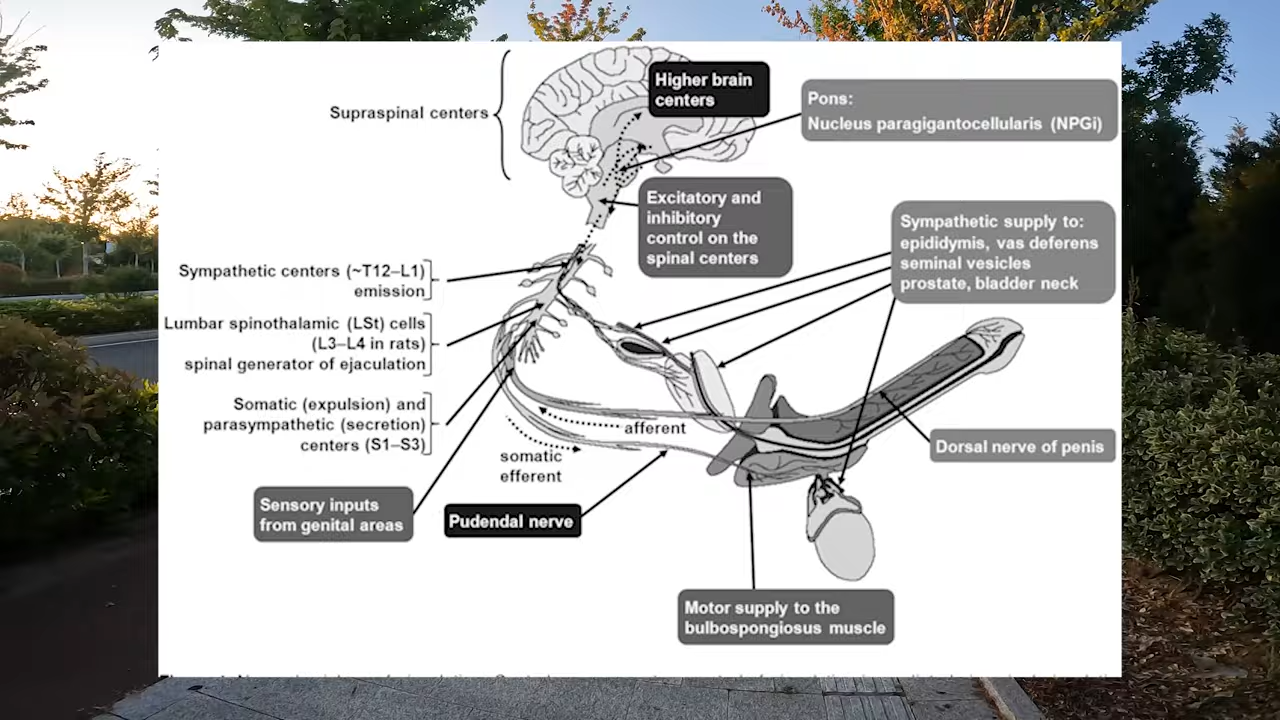 Higher brain
centers
Supraspinal centers
Pons:
Nucleus paragigantocellularis (NPGi)
Excitatory and
inhibitory
control on the
spinal centers
Sympathetic supply to:
epididymis, vas deferens
seminal vesicles
prostate, bladder neck
Sympathetic centers (~T12–L1)
emission
Lumbar spinothalamic (LSt) cells
(L3–L4 in rats)
spinal generator of ejaculation
Somatic (expulsion) and
parasympathetic (secretion)
centers (S1–S3)
afferent
somatic
efferent
Dorsal nerve of penis
Sensory inputs
from genital areas
Pudendal nerve
Motor supply to the
bulbospongiosus muscle